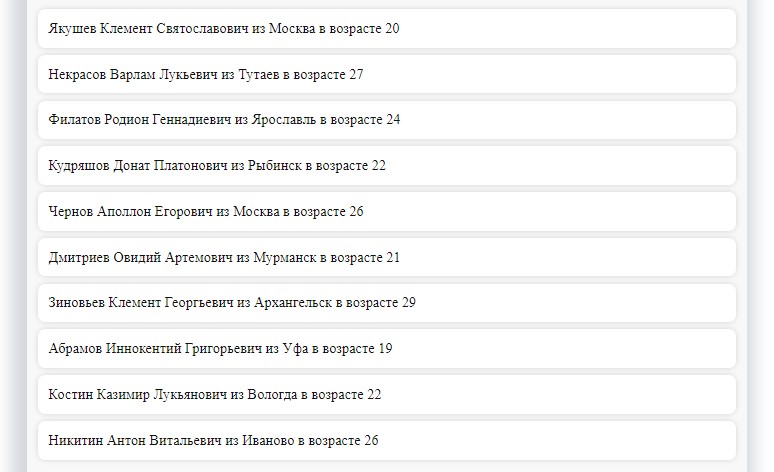 Якушев Клемент Святославович из Москва в возрасте 20
Некрасов Варлам Лукьевич из Тутаев в возрасте 27
Филатов Родион Геннадиевич из Ярославль в возрасте 24
Кудряшов Донат Платонович из Рыбинск в возрасте 22
Чернов Аполлон Егорович из Москва в возрасте 26
Дмитриев Овидий Артемович из Мурманск в возрасте 21
Зиновьев Клемент Георгьевич из Архангельск в возрасте 29
Абрамов Иннокентий Григорьевич из Уфа в возрасте 19
Костин Казимир Лукьянович из Вологда в возрасте 22
Никитин Антон Витальевич из Иваново в возрасте 26